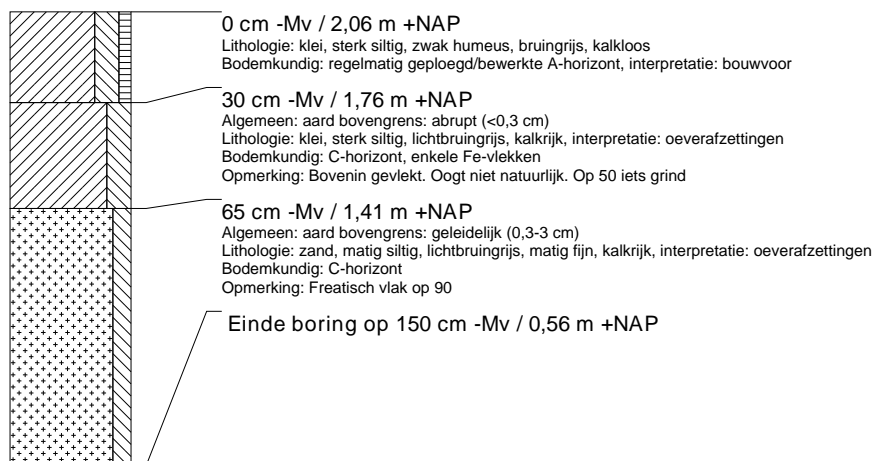 0 cm -Mv / 2,06 m +NAP
Lithologie: klei, sterk siltig, zwak humeus, bruingrijs, kalkloos
Bodemkundig: regelmatig geploegd/bewerkte A-horizont, interpretatie: bouwvoor
30 cm -Mv / 1,76 m +NAP
Algemeen: aard bovengrens: abrupt (<0,3 cm)
Lithologie: klei, sterk siltig, lichtbruingrijs, kalkrijk, interpretatie: oeverafzettingen
Bodemkundig: C-horizont, enkele Fe-vlekken
Opmerking: Bovenin gevlekt. Oogt niet natuurlijk. Op 50 iets grind
65 cm -Mv / 1,41 m +NAP
Algemeen: aard bovengrens: geleidelijk (0,3-3 cm)
Lithologie: zand, matig siltig, lichtbruingrijs, matig fijn, kalkrijk, interpretatie: oeverafzettingen
Bodemkundig: C-horizont
Opmerking: Freatisch vlak op 90
Einde boring op 150 cm -Mv / 0,56 m +NAP